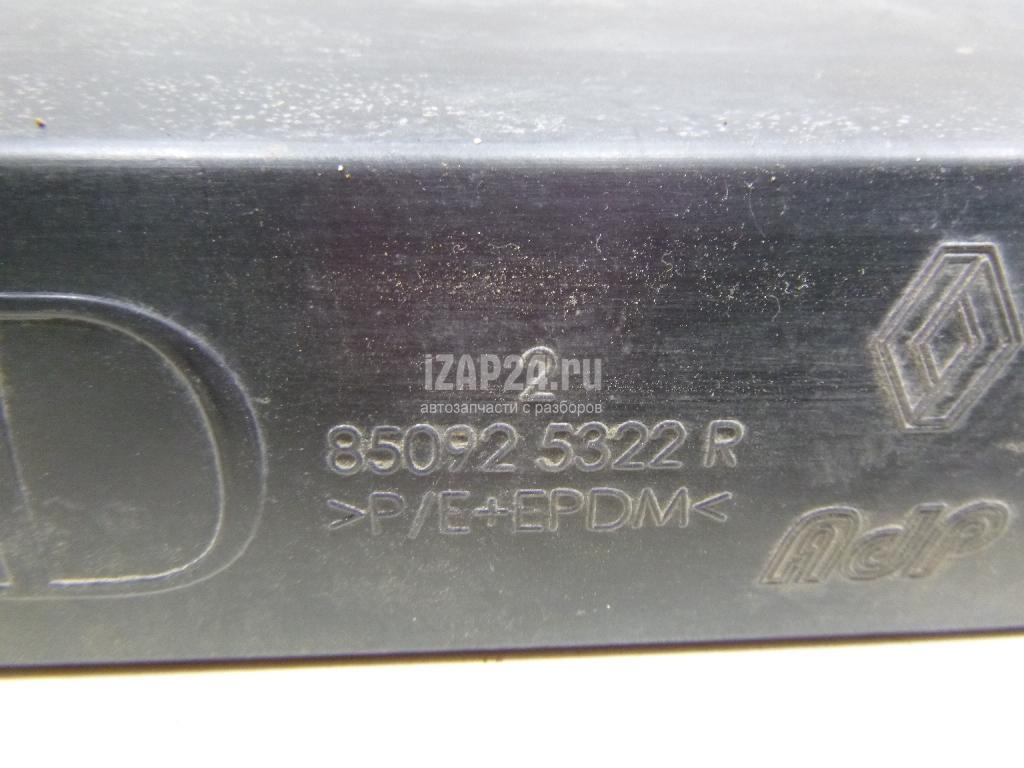 2
iZAP24.ru
автозапчасти с разборов
85092 5322 R
>P/E+EPDM<
AdP